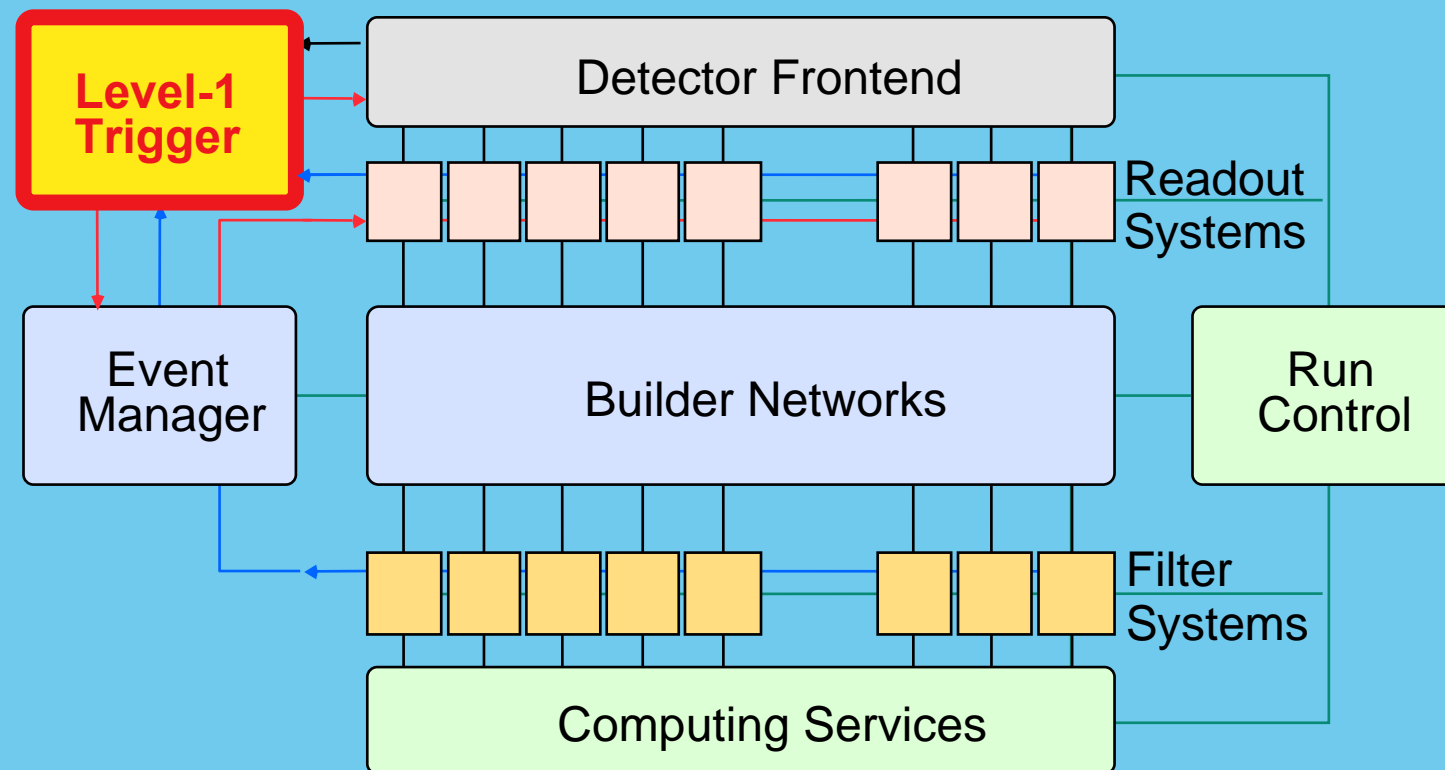 Level-1
Trigger
Detector Frontend
Readout
Systems
Event
Manager
Builder Networks
Run
Control
Filter
Systems
Computing Services